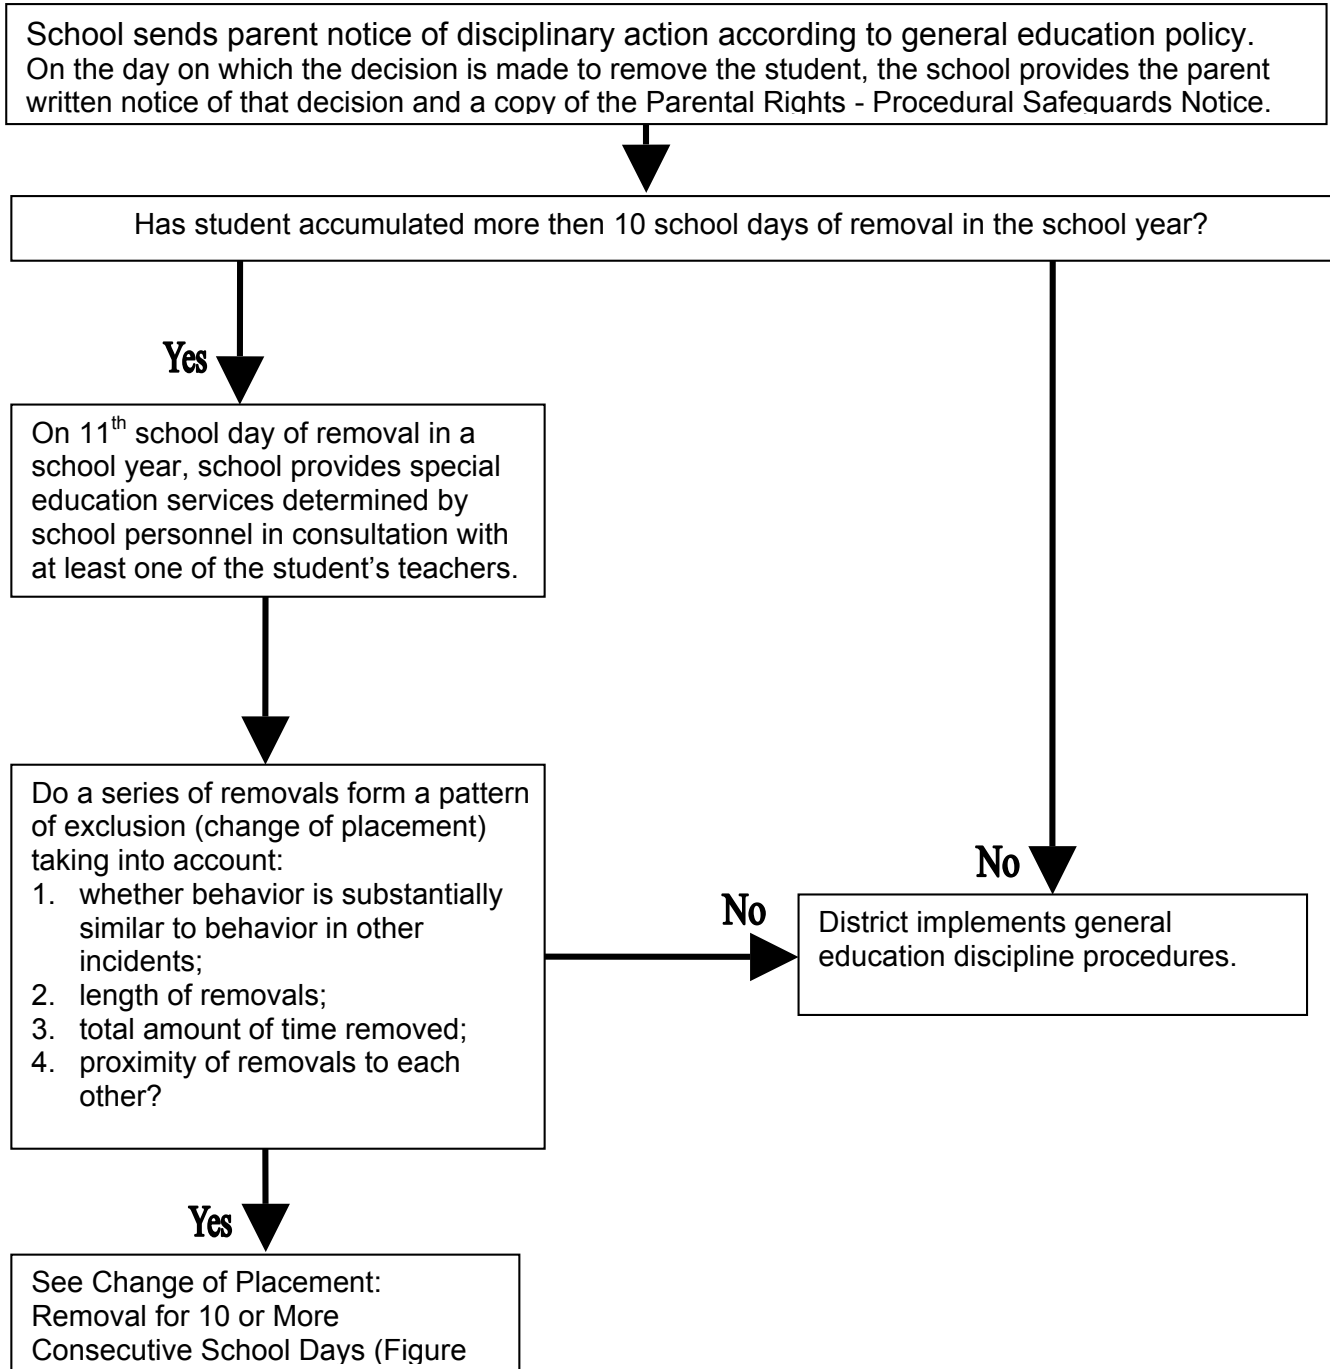 School sends parent notice of disciplinary action according to general education policy.
On the day on which the decision is made to remove the student, the school provides the parent
written notice of that decision and a copy of the Parental Rights - Procedural Safeguards Notice.
Has student accumulated more then 10 school days of removal in the school year?
Yes
On 11th school day of removal in a
school year, school provides special
education services determined by
school personnel in consultation with
at least one of the student’s teachers.
Do a series of removals form a pattern
of exclusion (change of placement)
taking into account:
1. whether behavior is substantially
similar to behavior in other
incidents;
2. length of removals;
3. total amount of time removed;
4. proximity of removals to each
other?
No
No
District implements general
education discipline procedures.
Yes
See Change of Placement:
Removal for 10 or More
Consecutive School Days (Figure